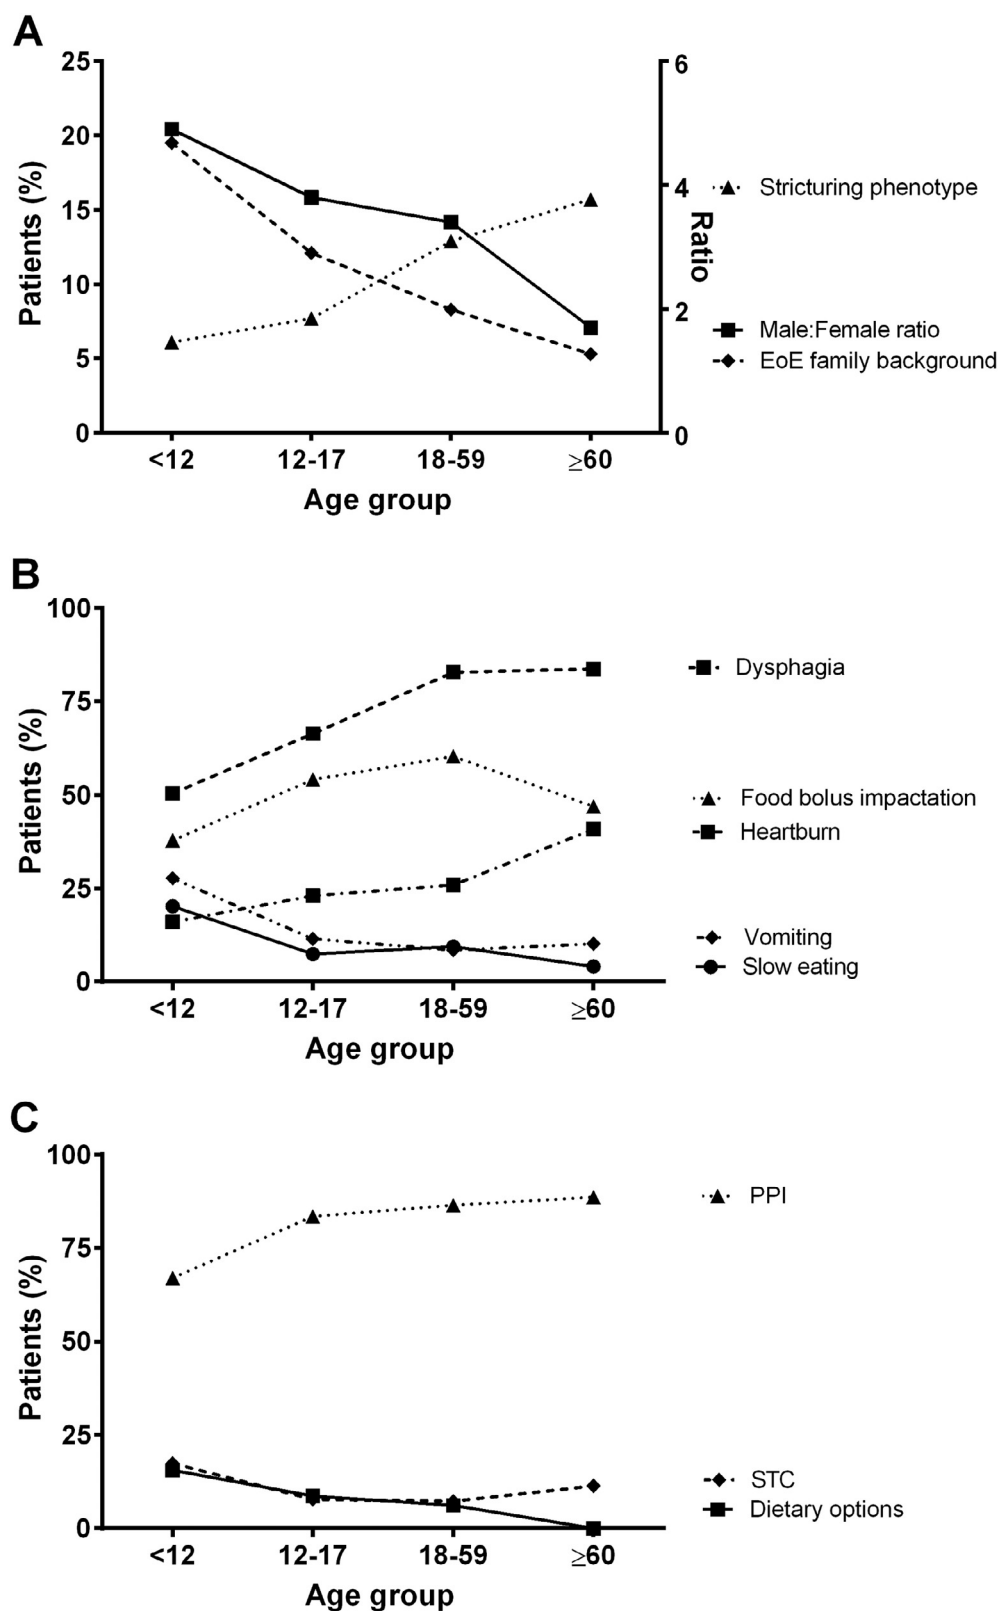 A
25
20
15
10
5
0
Patients (%)
6
4
2
0
Ratio
<12 12-17 18-59 ≥60
Age group
Stricturing phenotype
Male:Female ratio
EoE family background
B
100
75
50
25
0
Patients (%)
<12 12-17 18-59 ≥60
Age group
Dysphagia
Food bolus impactation
Heartburn
Vomiting
Slow eating
C
100
75
50
25
0
Patients (%)
<12 12-17 18-59 ≥60
Age group
PPI
STC
Dietary options